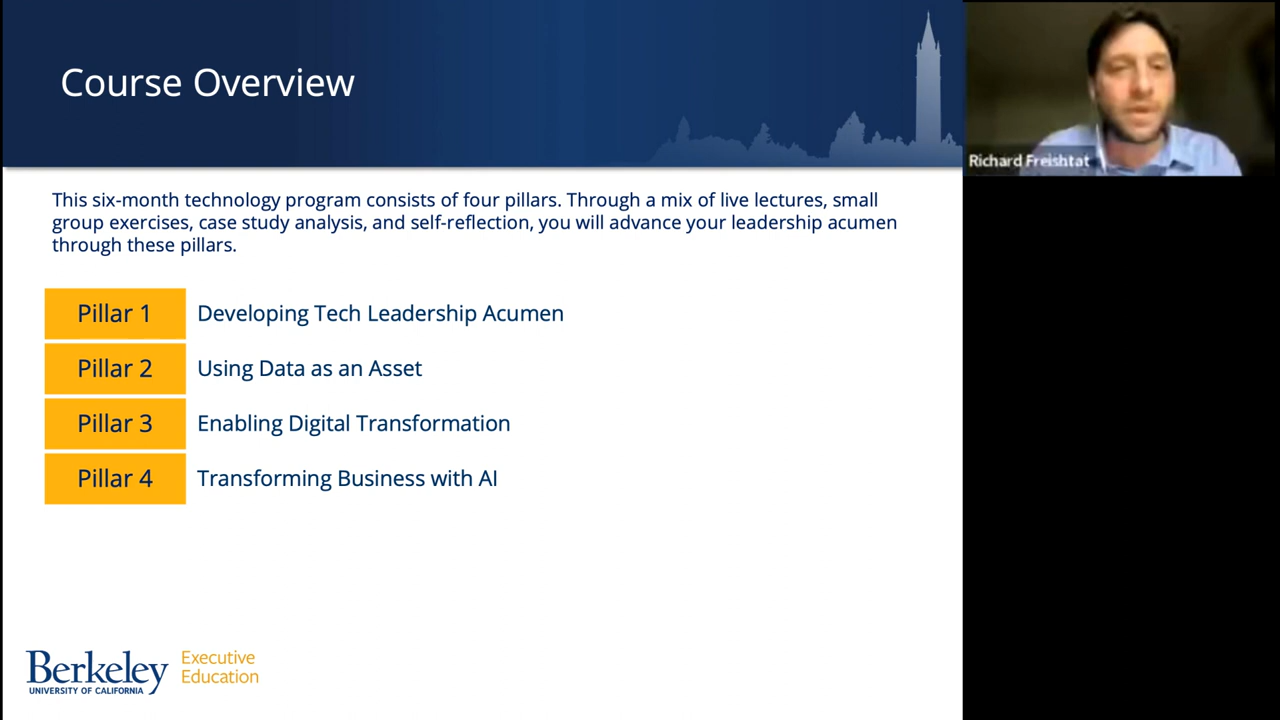 Course Overview
Richard Freishtat
This six-month technology program consists of four pillars. Through a mix of live lectures, small
group exercises, case study analysis, and self-reflection, you will advance your leadership acumen
through these pillars.
Pillar 1 Developing Tech Leadership Acumen
Pillar 2 Using Data as an Asset
Pillar 3 Enabling Digital Transformation
Pillar 4 Transforming Business with AI
Berkeley Executive
Education
UNIVERSITY OF CALIFORNIA